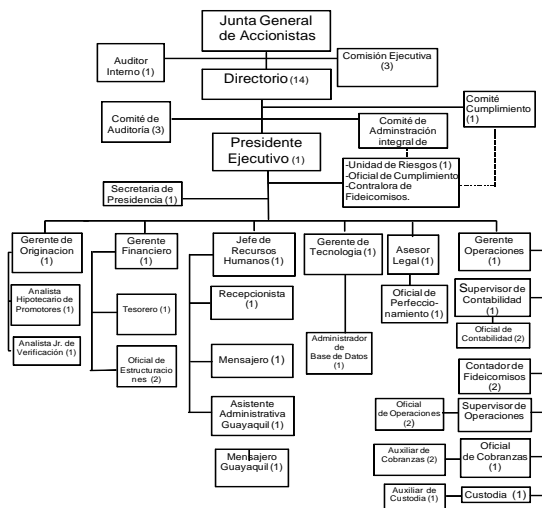 Junta General
de Accionistas
Auditor
Interno (1)
Comisión Ejecutiva
(3)
Directorio (14)
Comité
Cumplimiento
(1)
Comité de
Auditoría (3)
Comité de
Adminstración
integral de
Presidente
Ejecutivo (1)
-Unidad de Riesgos (1)
-Oficial de Cumplimiento
-Contralora de
Fideicomisos.
Secretaria de
Presidencia (1)
Gerente de
Originacion
(1)
Gerente
Financiero
(1)
Jefe de
Recursos
Humanos (1)
Gerente de
Tecnologia (1)
Asesor
Legal (1)
Gerente
Operaciones
(1)
Analista
Hipotecario de
Promotores (1)
Analista Jr. de
Verificación (1)
Tesorero (1)
Oficial de
Estructuracio
nes (2)
Recepcionista
(1)
Mensajero (1)
Asistente
Administrativa
Guayaquil (1)
Mensajero
Guayaquil (1)
Administrador
de
Base de Datos
(1)
Oficial de
Perfeccio-
namiento (1)
Supervisor de
Contabilidad
(1)
Oficial de
Contabilidad (2)
Contador de
Fideicomisos
(2)
Oficial
de Operaciones
(2)
Supervisor de
Operaciones
Auxiliar de
Cobranzas (2)
Oficial
de Cobranzas
(1)
Auxiliar de
Custodia (1)
Custodia (1)